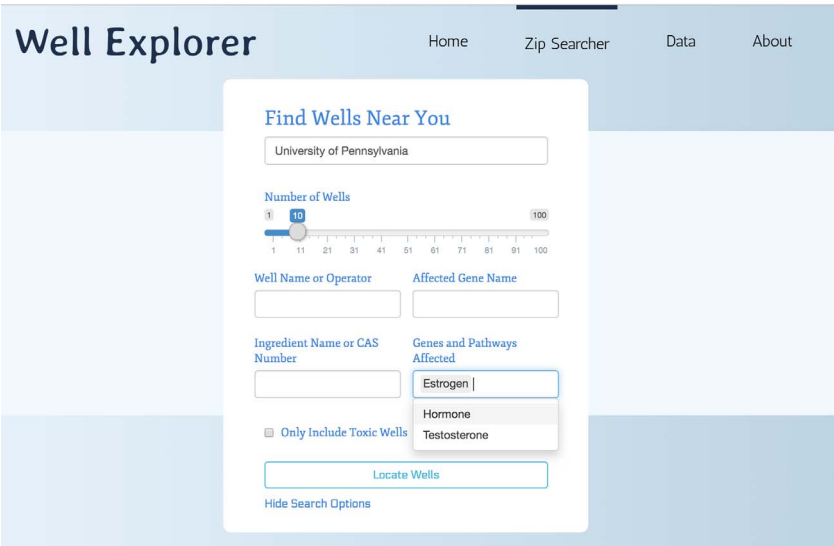 Well Explorer
Home
Zip Searcher
Data
About
Find Wells Near You
University of Pennsylvania
Number of Wells
1
10
100
1 11 21 31 41 51 61 71 81 91 100
Well Name or Operator
Affected Gene Name
Ingredient Name or CAS
Number
Genes and Pathways
Affected
Estrogen
Hormone
Testosterone
Only Include Toxic Wells
Locate Wells
Hide Search Options